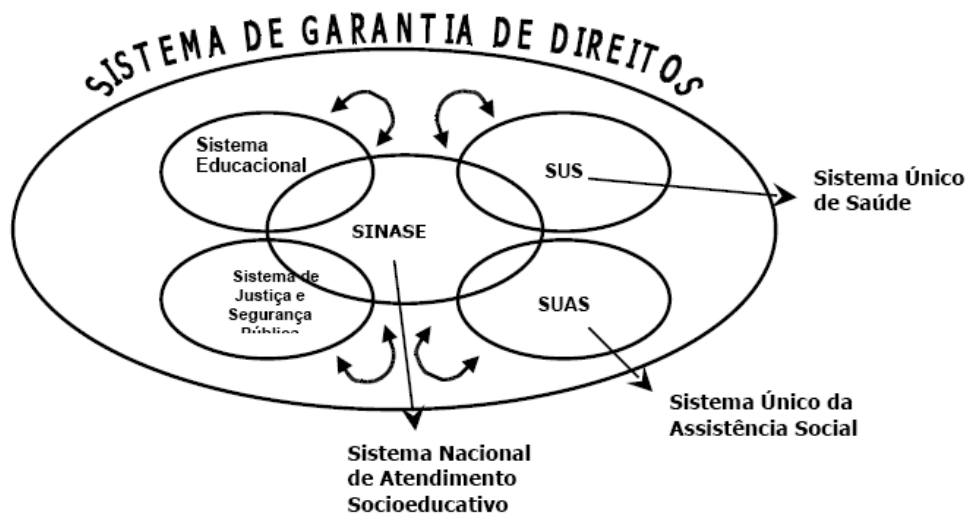 SISTEMA DE GARANTIA DE DIREITOS
Sistema
Educacional
SUS
Sistema Único
de Saúde
SINASE
Sistema de
Justiça e
Segurança
Pública
SUAS
Sistema Único da
Assistência Social
Sistema Nacional
de Atendimento
Socioeducativo